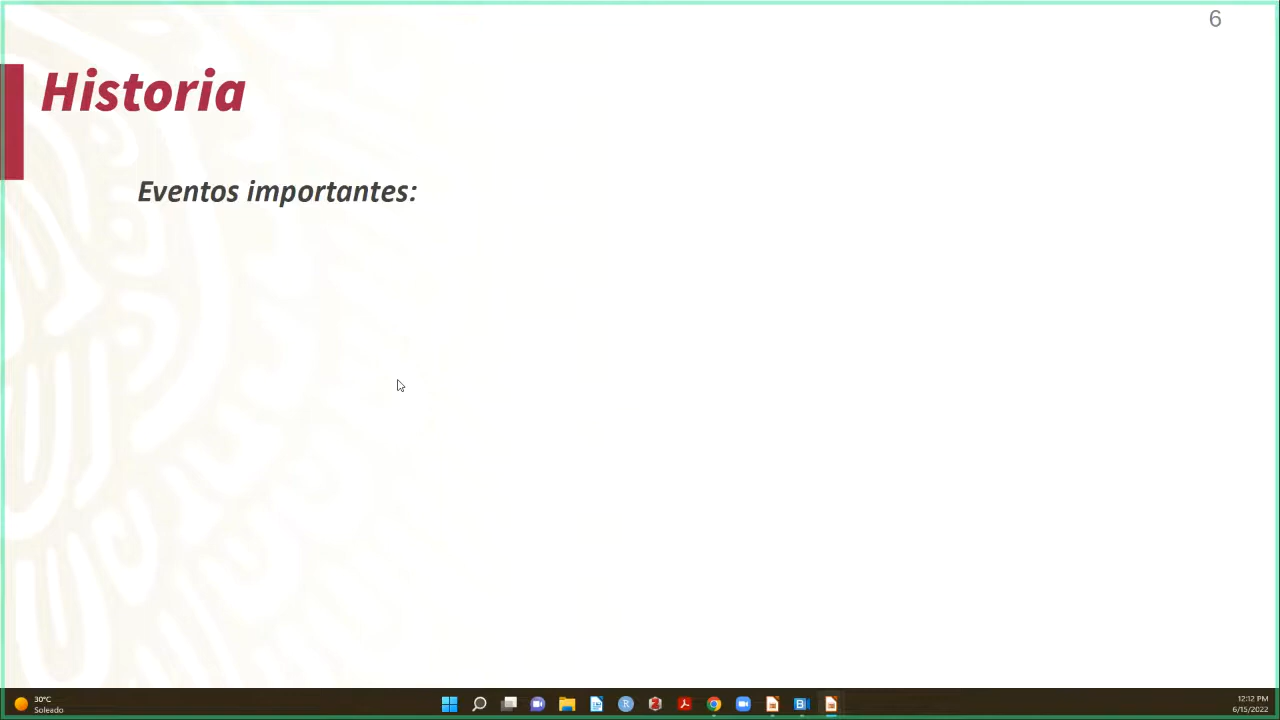 6
Historia
Eventos importantes:
30°C
Soleado
12:12 PM
6/15/2022